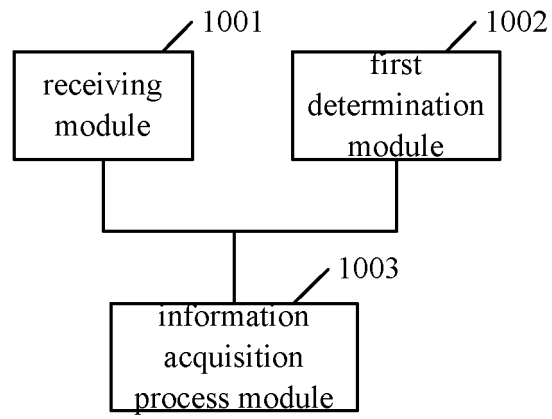 1001
receiving
module
1002
first
determination
module
1003
information
acquisition
process module